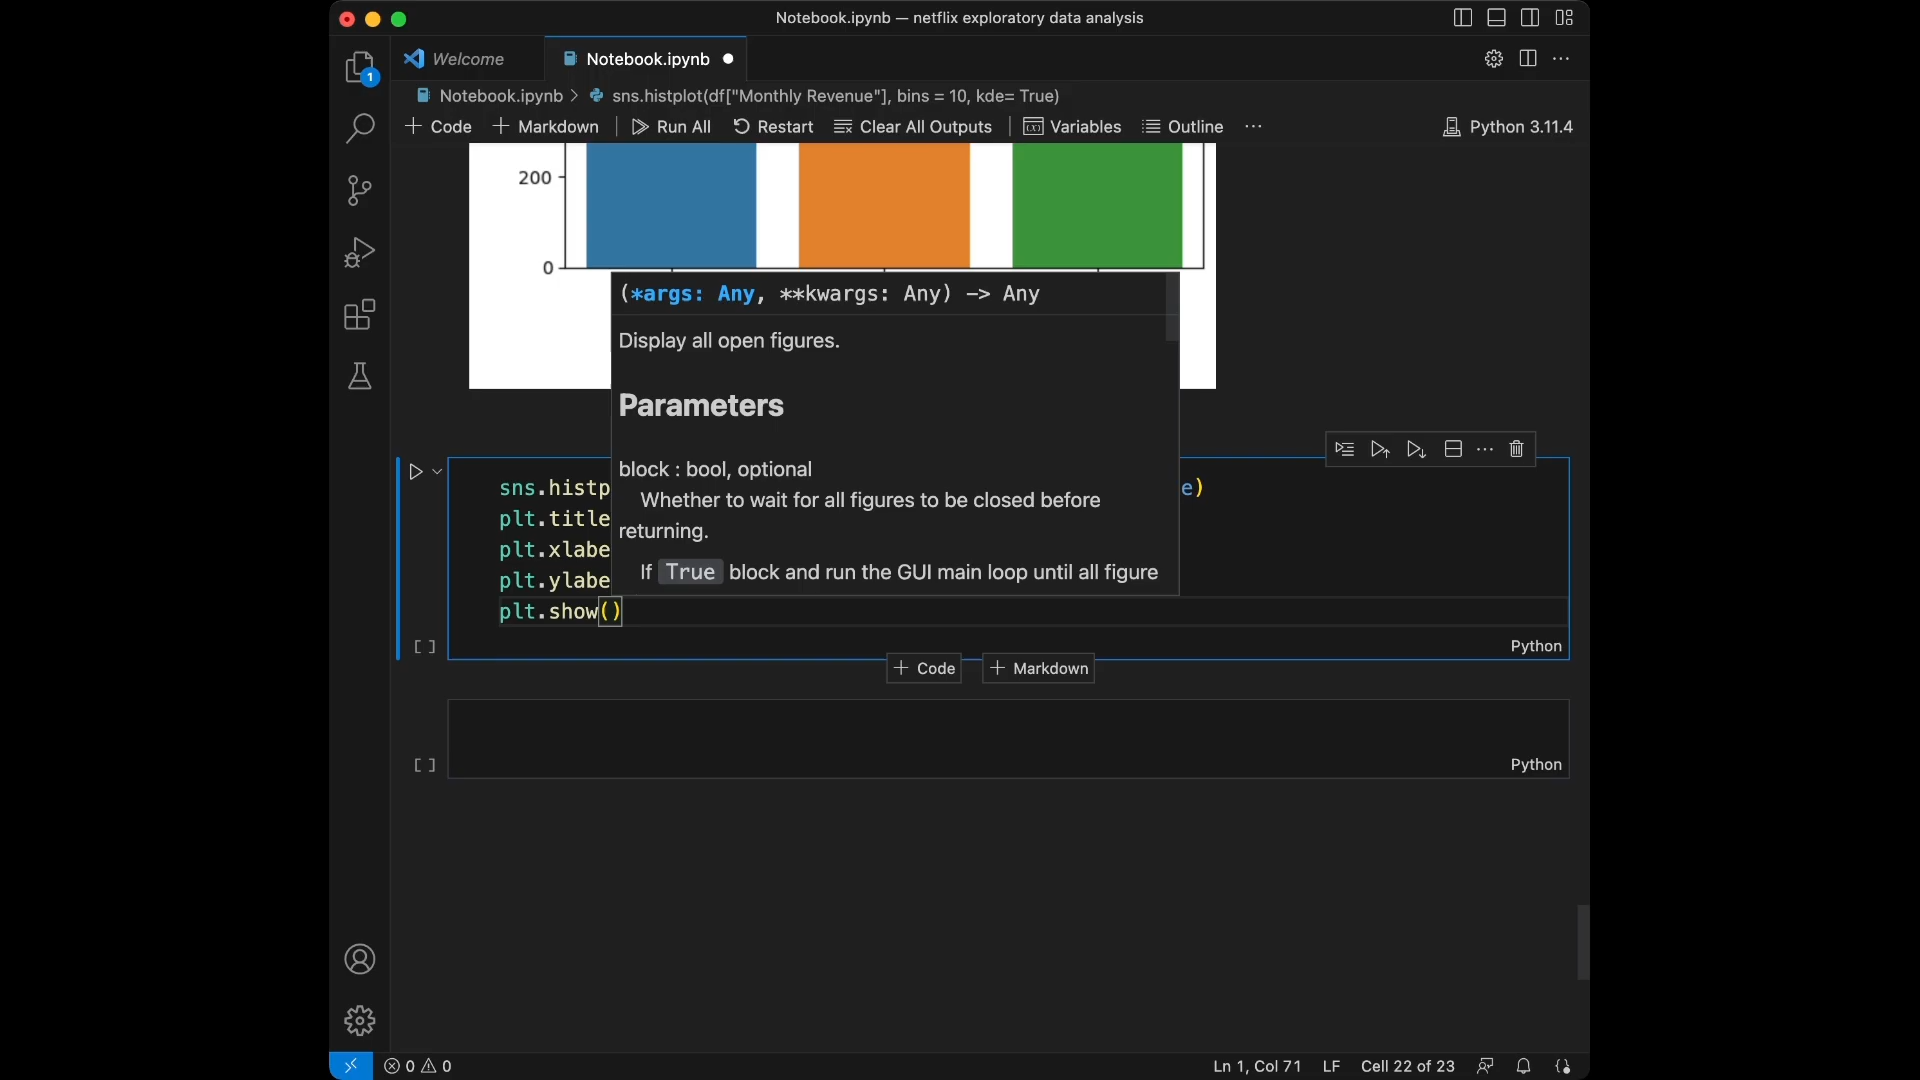 Notebook.ipynb — netflix exploratory data analysis
Welcome
Notebook.ipynb
1
Notebook.ipynb > sns.histplot(df["Monthly Revenue"], bins = 10, kde= True)
+ Code + Markdown Run All Restart Clear All Outputs Variables Outline ... Python 3.11.4
200
0
(*args: Any, **kwargs: Any) -> Any
Display all open figures.
Parameters
block : bool, optional
Whether to wait for all figures to be closed before
returning.
If True block and run the GUI main loop until all figure
sns.histp e)
plt.title
plt.xlabe
plt.ylabe
plt.show()
[ ] Python
+ Code + Markdown
[ ] Python
0 0 Ln 1, Col 71 LF Cell 22 of 23